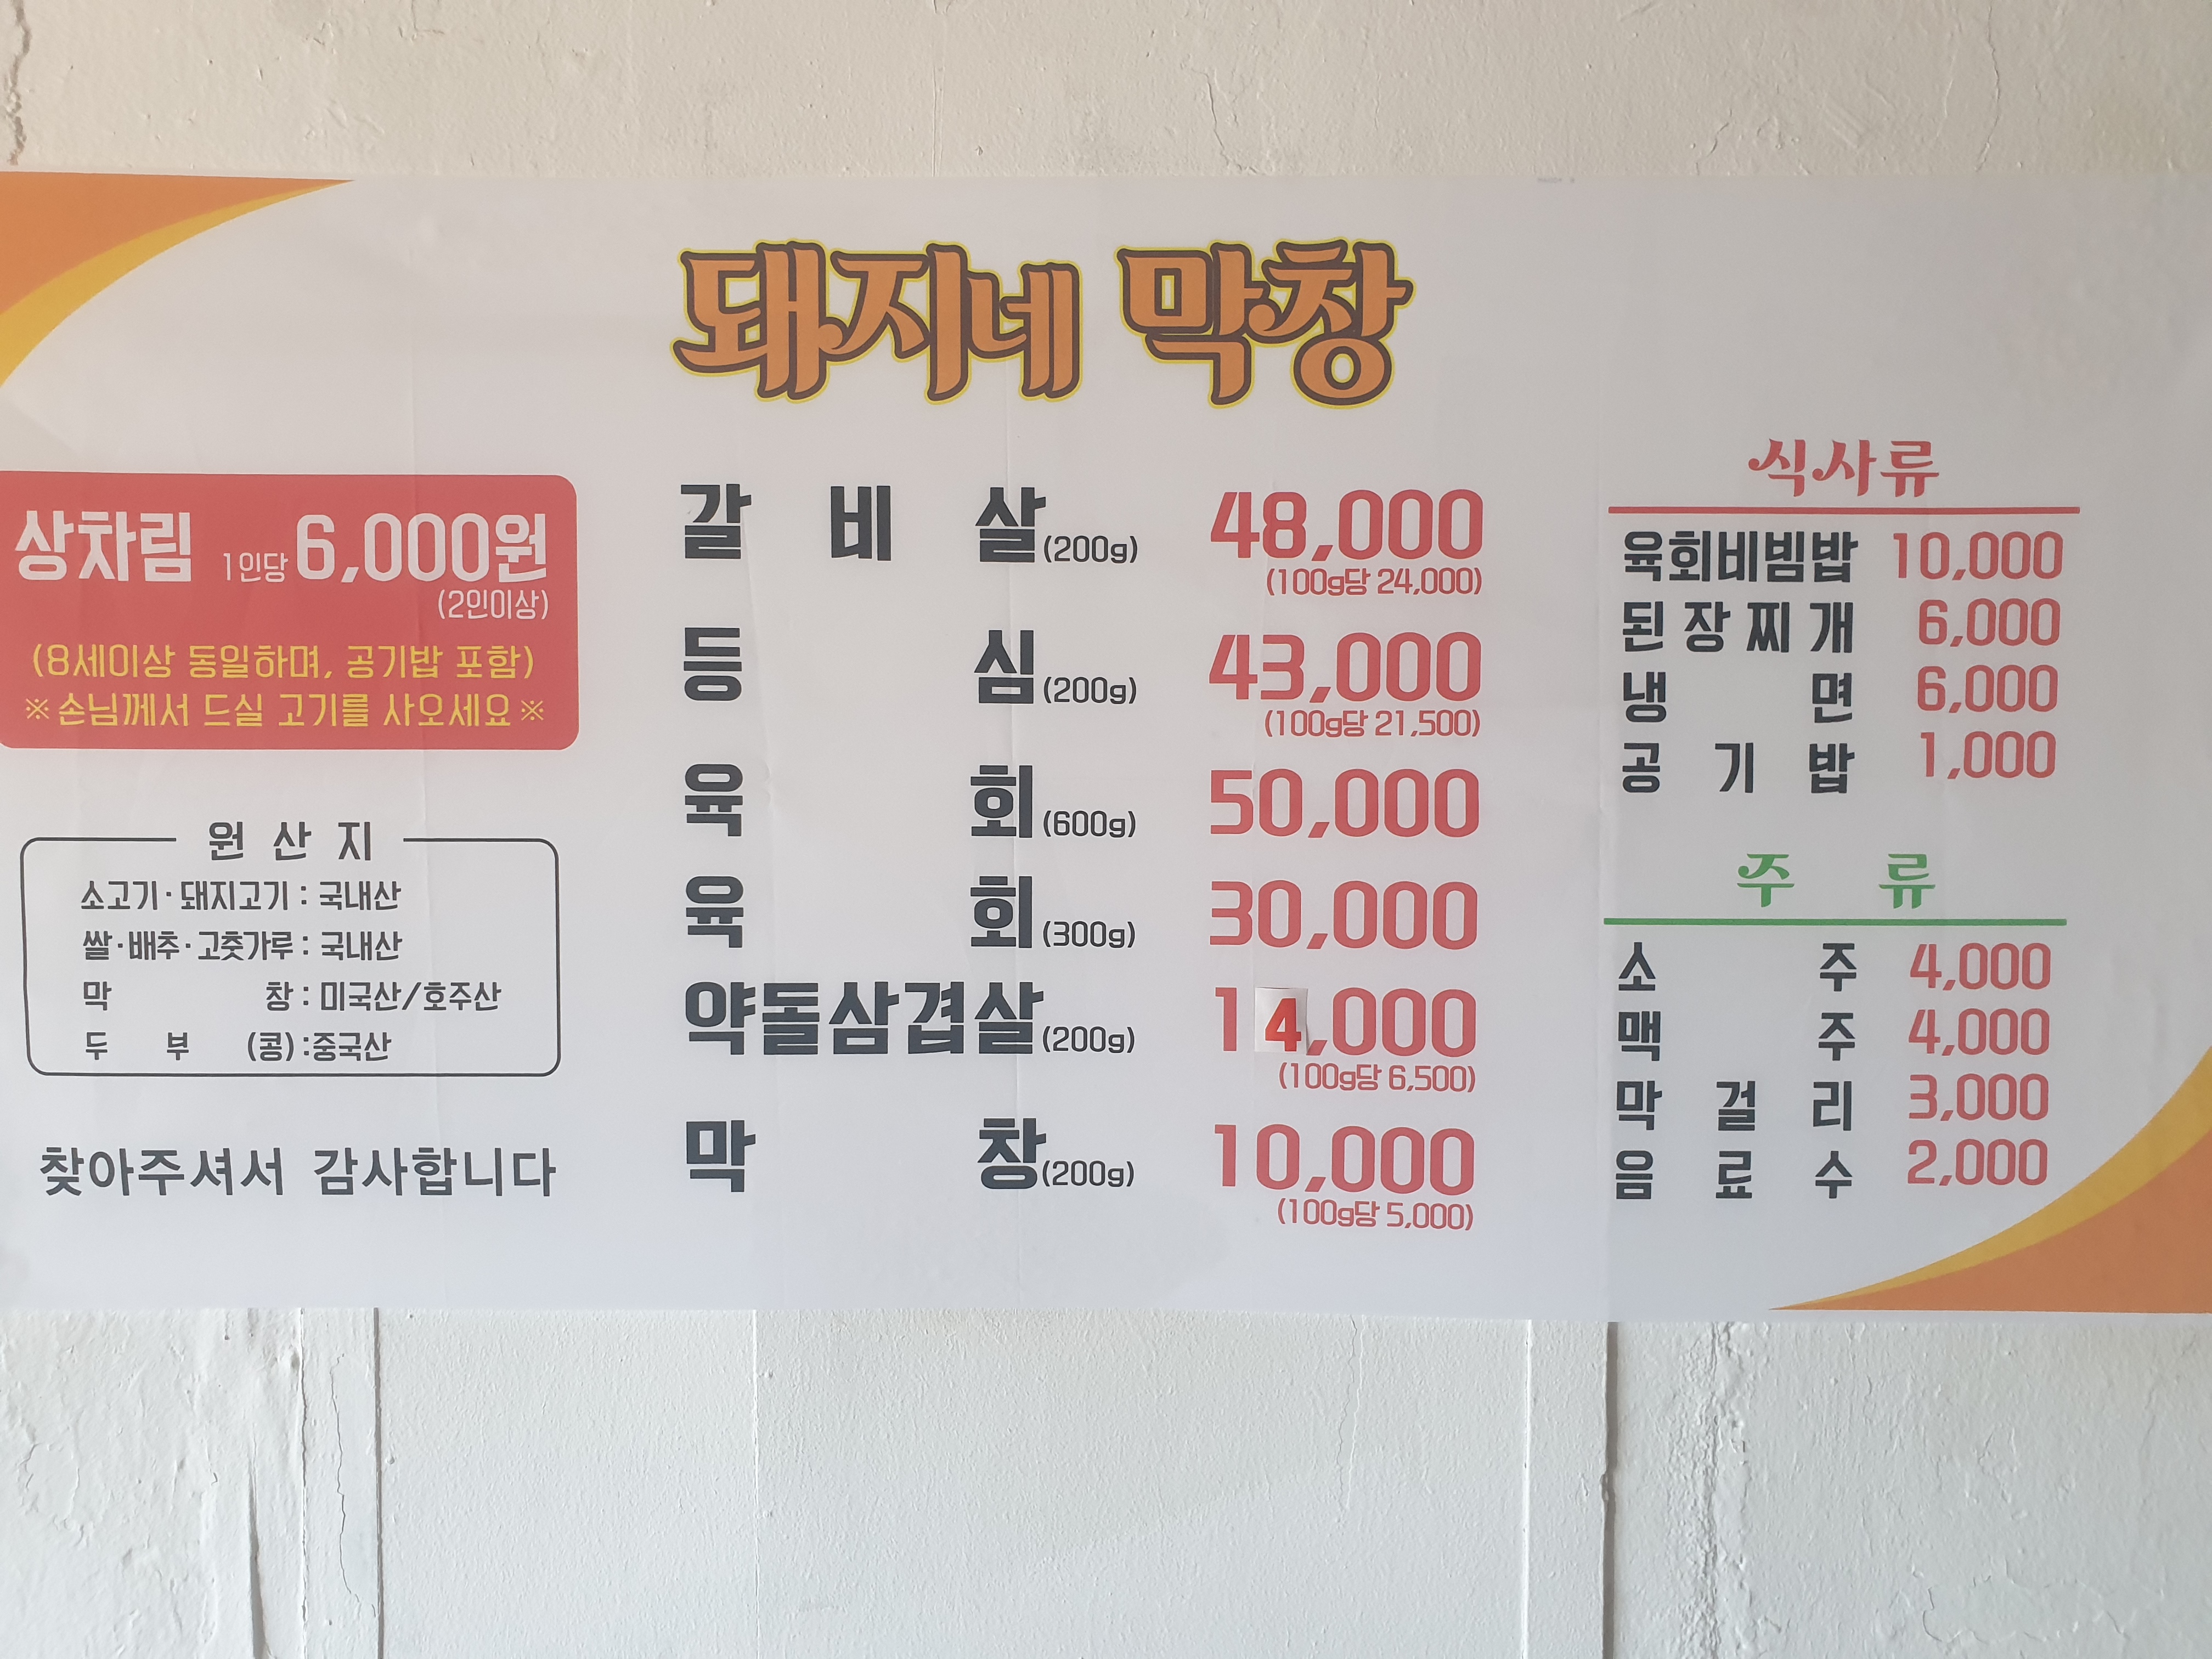 돼지네 막창
상차림 1인당 6,000원
(2인이상)
(8세이상 동일하며, 공기밥 포함)
※손님께서 드실 고기를 사오세요※
원 산 지
소고기·돼지고기 : 국내산
쌀·배추·고춧가루 : 국내산
막 창 : 미국산/호주산
두 부 (콩) :중국산
찾아주셔서 감사합니다
갈 비 살(200g) 48,000
(100g당 24,000)
등 심(200g) 43,000
(100g당 21,500)
육 회(600g) 50,000
육 회(300g) 30,000
약돌삼겹살(200g) 14,000
(100g당 6,500)
막 창(200g) 10,000
(100g당 5,000)
식사류
육회비빔밥 10,000
된장찌개 6,000
냉 면 6,000
공 기 밥 1,000
주 류
소 주 4,000
맥 주 4,000
막 걸 리 3,000
음 료 수 2,000